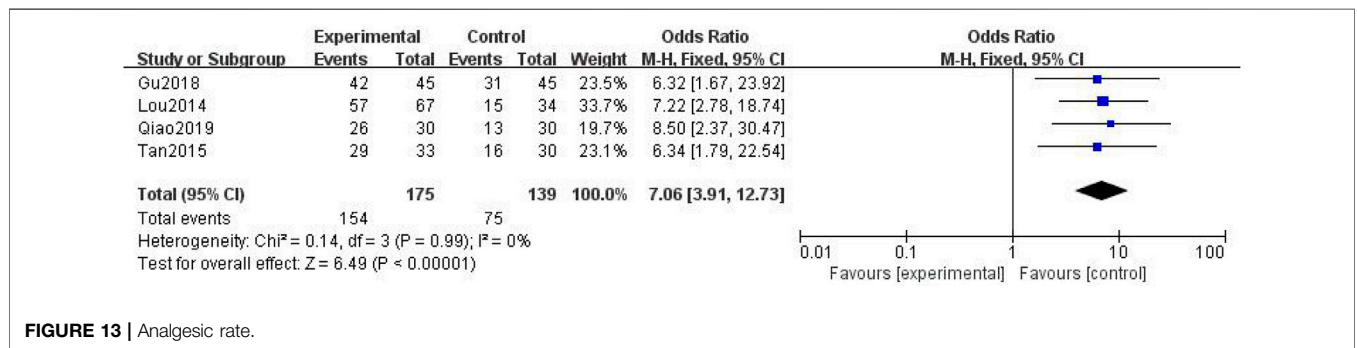 Experimental Control Odds Ratio Odds Ratio
Study or Subgroup Events Total Events Total Weight M-H, Fixed, 95% CI M-H, Fixed, 95% CI
Gu2018 42 45 31 45 23.5% 6.32 [1.67, 23.92]
Lou2014 57 67 15 34 33.7% 7.22 [2.78, 18.74]
Qiao2019 26 30 13 30 19.7% 8.50 [2.37, 30.47]
Tan2015 29 33 16 30 23.1% 6.34 [1.79, 22.54]
Total (95% CI) 175 139 100.0% 7.06 [3.91, 12.73]
Total events 154 75
Heterogeneity: Chi² = 0.14, df = 3 (P = 0.99); I² = 0%
Test for overall effect: Z = 6.49 (P < 0.00001)
0.01 0.1 1 10 100
Favours [experimental] Favours [control]
FIGURE 13 | Analgesic rate.